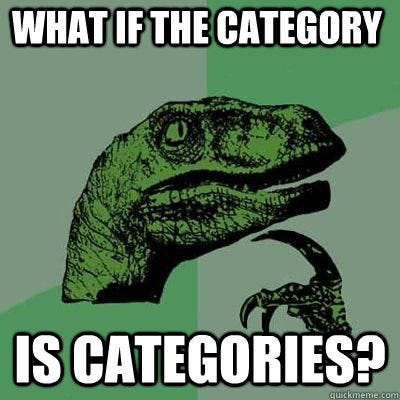 WHAT IF THE CATEGORY
IS CATEGORIES?
quickmeme.com